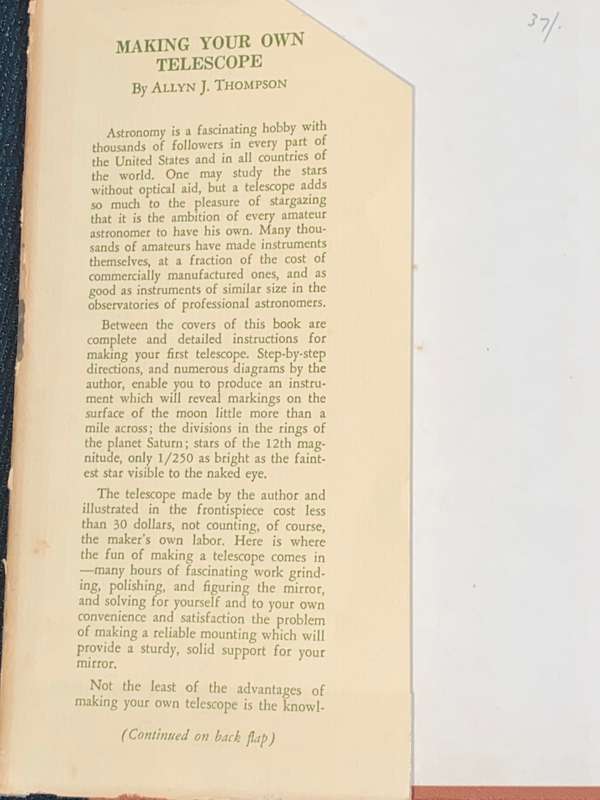 37/.
MAKING YOUR OWN
TELESCOPE
By ALLYN J. THOMPSON
Astronomy is a fascinating hobby with
thousands of followers in every part of
the United States and in all countries of
the world. One may study the stars
without optical aid, but a telescope adds
so much to the pleasure of stargazing
that it is the ambition of every amateur
astronomer to have his own. Many thou-
sands of amateurs have made instruments
themselves, at a fraction of the cost of
commercially manufactured ones, and as
good as instruments of similar size in the
observatories of professional astronomers.
Between the covers of this book are
complete and detailed instructions for
making your first telescope. Step-by-step
directions, and numerous diagrams by the
author, enable you to produce an instru-
ment which will reveal markings on the
surface of the moon little more than a
mile across; the divisions in the rings of
the planet Saturn; stars of the 12th mag-
nitude, only 1/250 as bright as the faint-
est star visible to the naked eye.
The telescope made by the author and
illustrated in the frontispiece cost less
than 30 dollars, not counting, of course,
the maker's own labor. Here is where
the fun of making a telescope comes in
—many hours of fascinating work grind-
ing, polishing, and figuring the mirror,
and solving for yourself and to your own
convenience and satisfaction the problem
of making a reliable mounting which will
provide a sturdy, solid support for your
mirror.
Not the least of the advantages of
making your own telescope is the knowl-
(Continued on back flap)